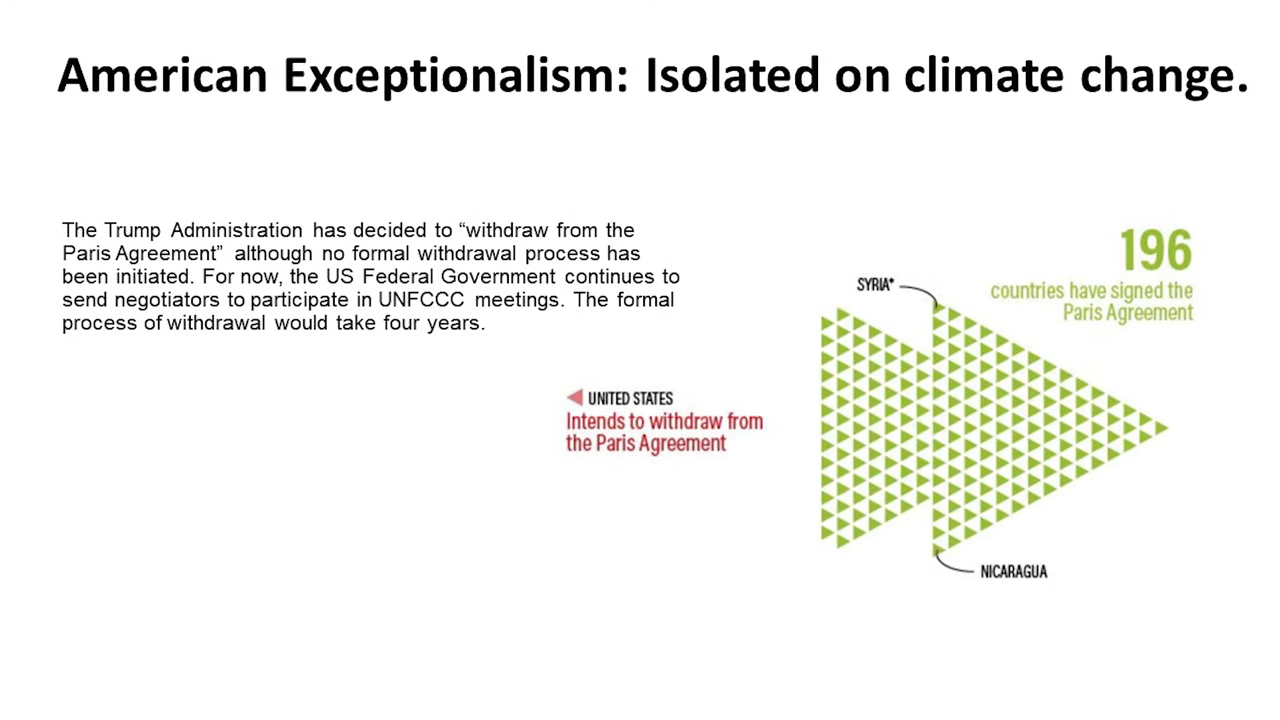 American Exceptionalism: Isolated on climate change.
The Trump Administration has decided to “withdraw from the
Paris Agreement” although no formal withdrawal process has
been initiated. For now, the US Federal Government continues to
send negotiators to participate in UNFCCC meetings. The formal
process of withdrawal would take four years.
196
countries have signed the
Paris Agreement
SYRIA*
UNITED STATES
Intends to withdraw from
the Paris Agreement
NICARAGUA